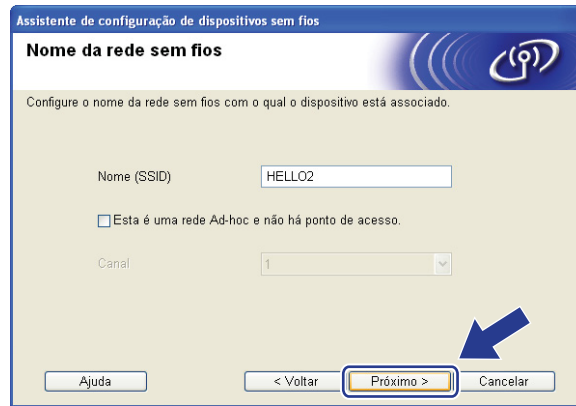 Assistente de configuração de dispositivos sem fios
Nome da rede sem fios
Configure o nome da rede sem fios com o qual o dispositivo está associado.
Nome (SSID) HELLO2
Esta é uma rede Ad-hoc e não há ponto de acesso.
Canal 1
Ajuda < Voltar Próximo > Cancelar